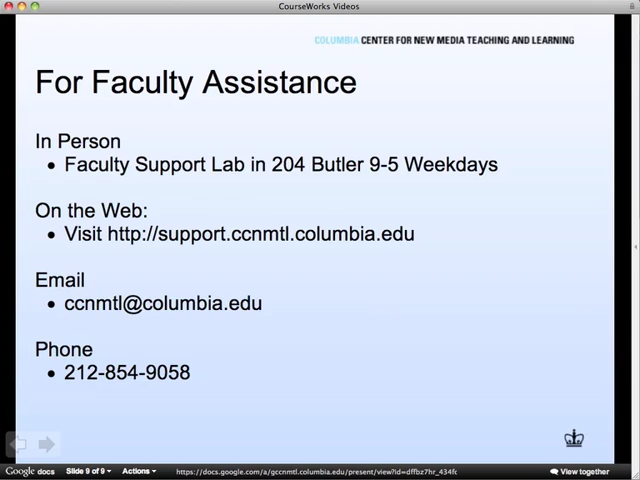 CourseWorks Videos
COLUMBIA CENTER FOR NEW MEDIA TEACHING AND LEARNING
For Faculty Assistance
In Person
• Faculty Support Lab in 204 Butler 9-5 Weekdays
On the Web:
• Visit http://support.ccnmtl.columbia.edu
Email
• ccnmtl@columbia.edu
Phone
• 212-854-9058
Google docs Slide 9 of 9 Actions https://docs.google.com/a/gccnmtl.columbia.edu/present/view?id=dffbz7hr_434fc View together